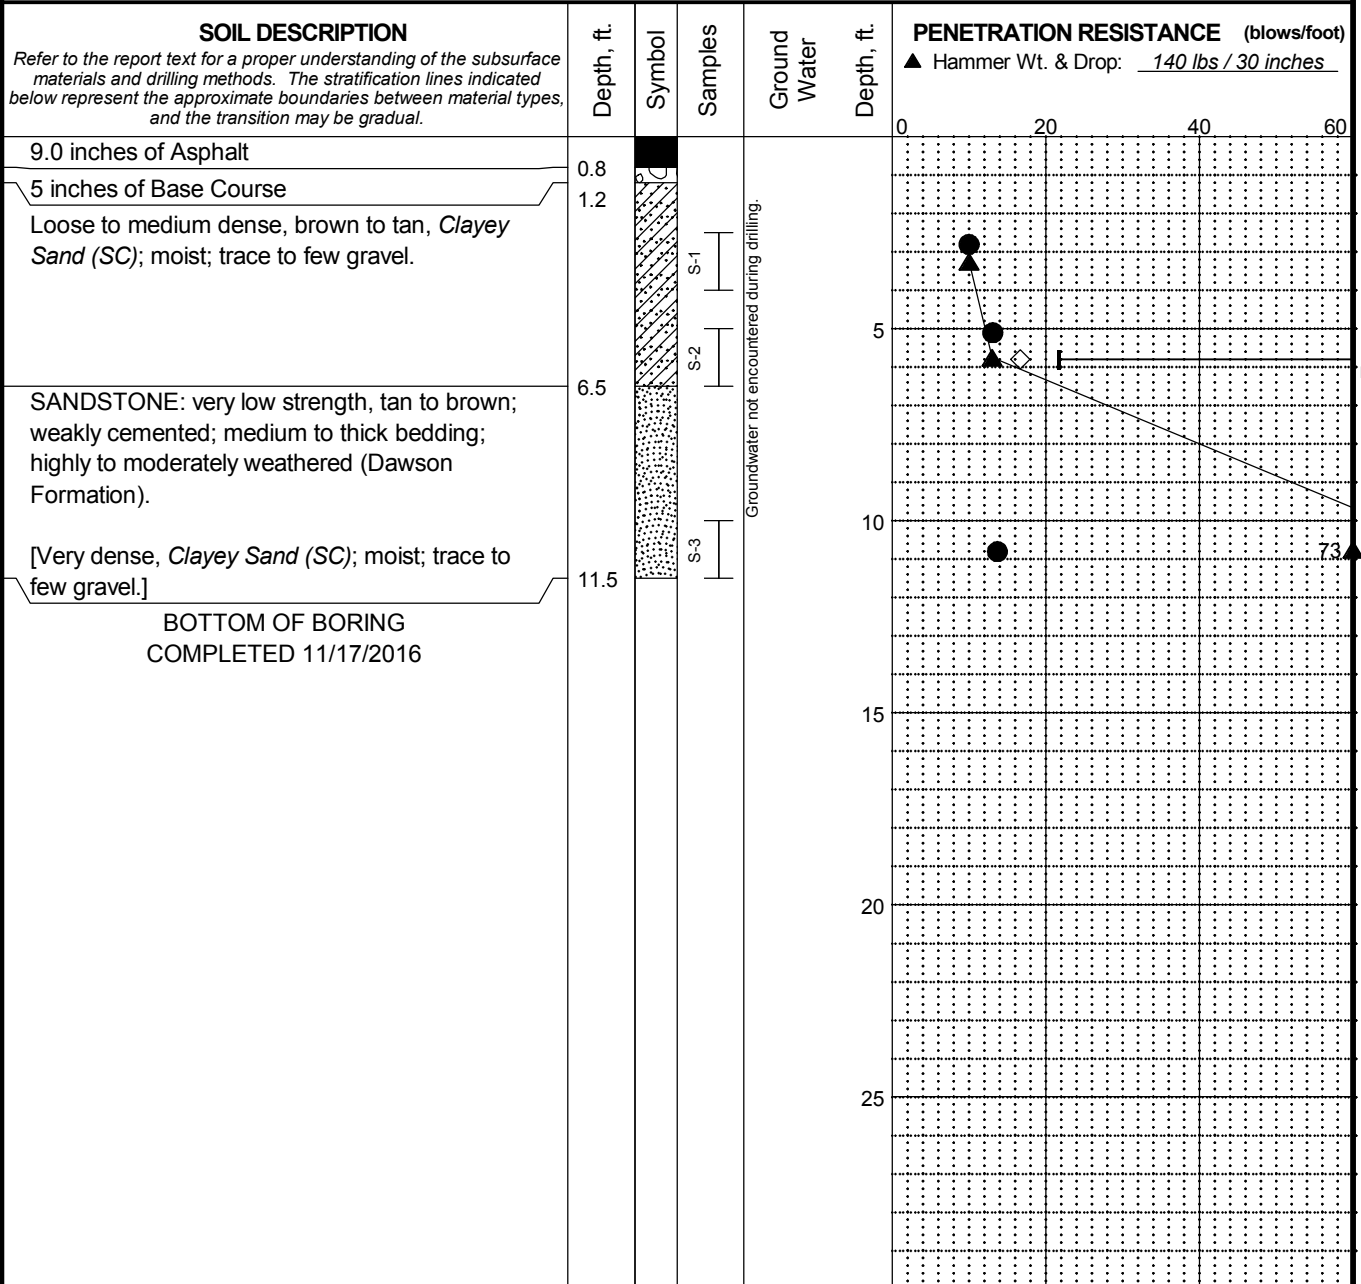 SOIL DESCRIPTION
Refer to the report text for a proper understanding of the subsurface
materials and drilling methods. The stratification lines indicated
below represent the approximate boundaries between material types,
and the transition may be gradual.
Depth, ft.
Symbol
Samples
Ground
Water
Depth, ft.
PENETRATION RESISTANCE (blows/foot)
▲ Hammer Wt. & Drop: 140 lbs / 30 inches
0 20 40 60
9.0 inches of Asphalt
0.8
5 inches of Base Course
1.2
Loose to medium dense, brown to tan, Clayey
Sand (SC); moist; trace to few gravel.
S-1
S-2
Groundwater not encountered during drilling.
5
6.5
SANDSTONE: very low strength, tan to brown;
weakly cemented; medium to thick bedding;
highly to moderately weathered (Dawson
Formation).
10
[Very dense, Clayey Sand (SC); moist; trace to
few gravel.]
S-3
73
11.5
BOTTOM OF BORING
COMPLETED 11/17/2016
15
20
25